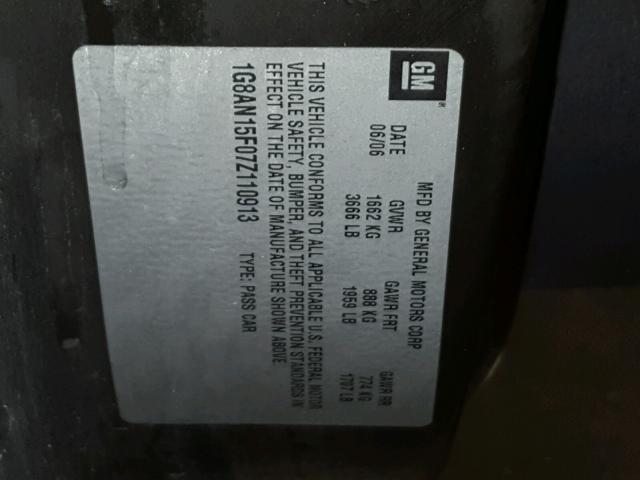 GM
MFD BY GENERAL MOTORS CORP
DATE GVWR GAWR FRT GAWR RR
06/06 1662 KG 888 KG 774 KG
3666 LB 1959 LB 1707 LB
THIS VEHICLE CONFORMS TO ALL APPLICABLE U.S. FEDERAL MOTOR
VEHICLE SAFETY, BUMPER, AND THEFT PREVENTION STANDARDS IN
EFFECT ON THE DATE OF MANUFACTURE SHOWN ABOVE.
1G8AN15F07Z110913 TYPE: PASS CAR